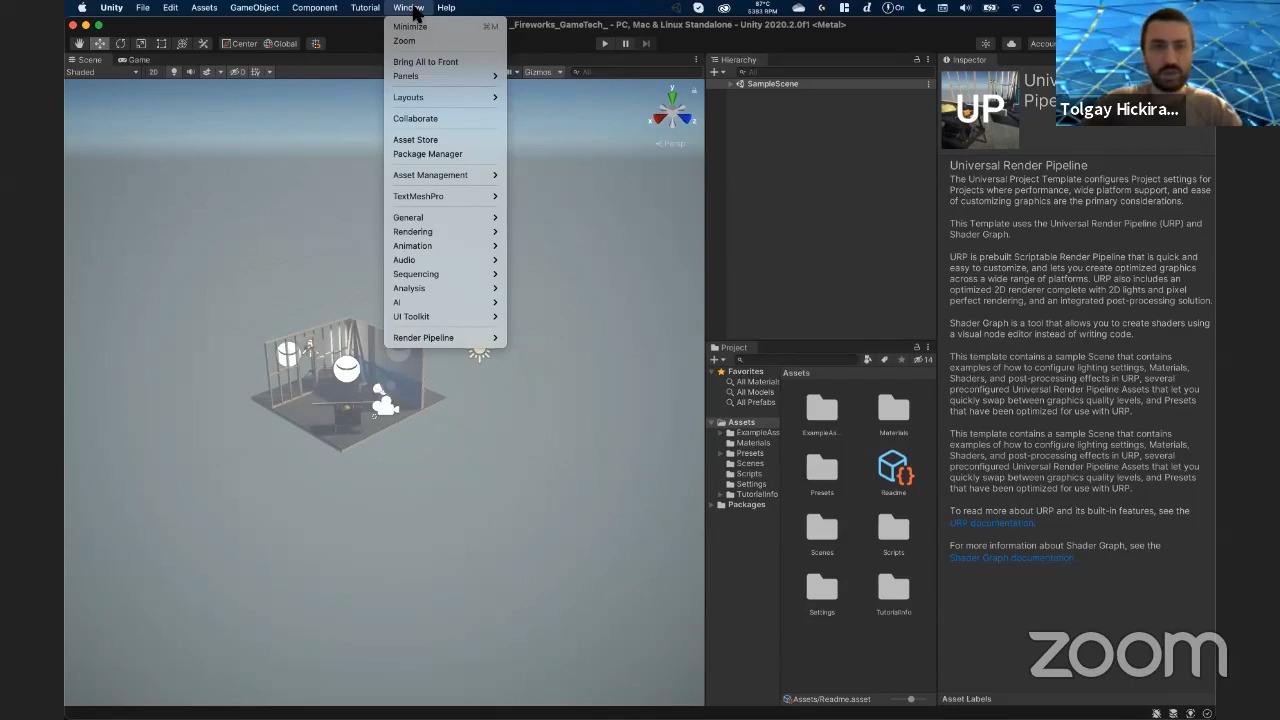 Unity File Edit Assets GameObject Component Tutorial Window Help
On
87°C
5383 RPM
_Fireworks_GameTech_ - PC, Mac & Linux Standalone - Unity 2020.2.0f1 <Metal>
Center Global
Accou
Scene Game
Shaded 2D Gizmos All
Minimize ⌘M
Zoom
Bring All to Front
Panels
Layouts
Collaborate
Asset Store
Package Manager
Asset Management
TextMeshPro
General
Rendering
Animation
Audio
Sequencing
Analysis
AI
UI Toolkit
Render Pipeline
y
x
z
Persp
Hierarchy
All
SampleScene
Project
14
Favorites
All Materials
All Models
All Prefabs
Assets
ExampleAss
Materials
Presets
Scenes
Scripts
Settings
TutorialInfo
Packages
Assets
ExampleAs... Materials
Presets Readme
Scenes Scripts
Settings TutorialInfo
Assets/Readme.asset
Inspector
UP
Univ
Pipe
Tolgay Hickira...
Universal Render Pipeline
The Universal Project Template configures Project settings for
Projects where performance, wide platform support, and ease
of customizing graphics are the primary considerations.
This Template uses the Universal Render Pipeline (URP) and
Shader Graph.
URP is prebuilt Scriptable Render Pipeline that is quick and
easy to customize, and lets you create optimized graphics
across a wide range of platforms. URP also includes an
optimized 2D renderer complete with 2D lights and pixel
perfect rendering, and an integrated post-processing solution.
Shader Graph is a tool that allows you to create shaders using
a visual node editor instead of writing code.
This template contains a sample Scene that contains
examples of how to configure lighting settings, Materials,
Shaders, and post-processing effects in URP, several
preconfigured Universal Render Pipeline Assets that let you
quickly swap between graphics quality levels, and Presets
that have been optimized for use with URP.
This template contains a sample Scene that contains
examples of how to configure lighting settings, Materials,
Shaders, and post-processing effects in URP, several
preconfigured Universal Render Pipeline Assets that let you
quickly swap between graphics quality levels, and Presets
that have been optimized for use with URP.
To read more about URP and its built-in features, see the
URP documentation.
For more information about Shader Graph, see the
Shader Graph documentation.
zoom
Asset Labels